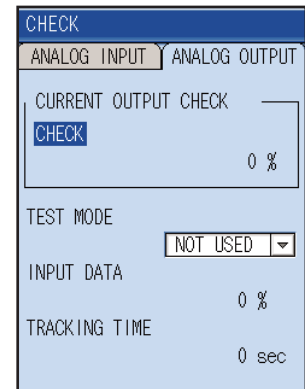 CHECK
ANALOG INPUT ANALOG OUTPUT
CURRENT OUTPUT CHECK
CHECK
0 %
TEST MODE
NOT USED
INPUT DATA
0 %
TRACKING TIME
0 sec